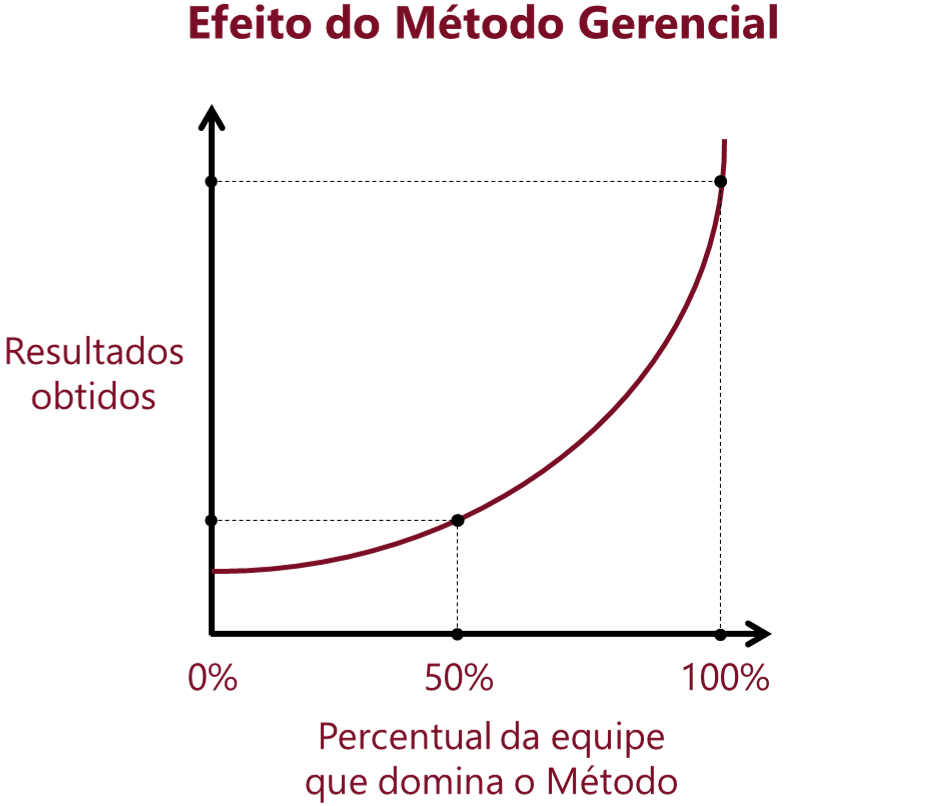 Efeito do Método Gerencial
Resultados
obtidos
0%
50%
100%
Percentual da equipe
que domina o Método